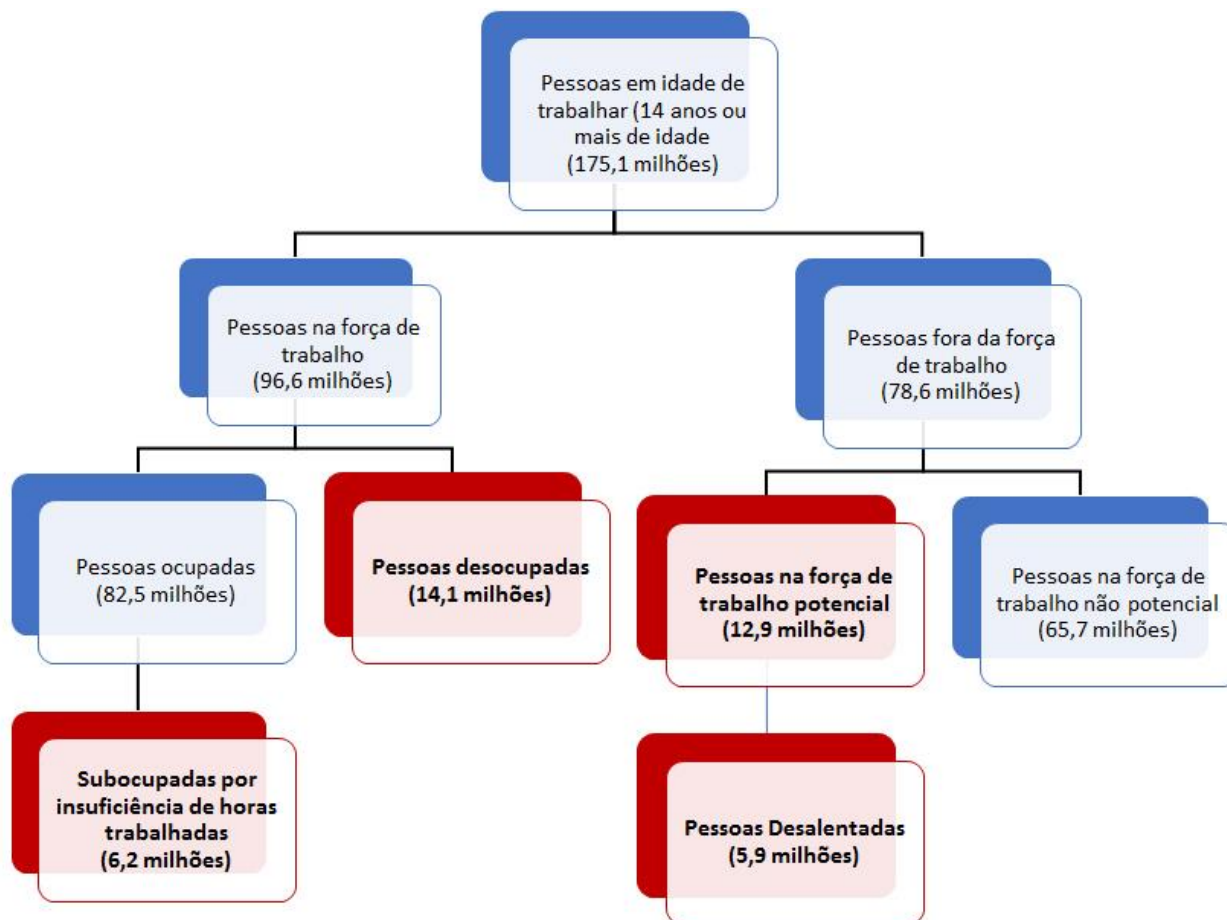 Pessoas em idade de
trabalhar (14 anos ou
mais de idade
(175,1 milhões)
Pessoas na força de
trabalho
(96,6 milhões)
Pessoas fora da força
de trabalho
(78,6 milhões)
Pessoas ocupadas
(82,5 milhões)
Pessoas desocupadas
(14,1 milhões)
Pessoas na força de
trabalho potencial
(12,9 milhões)
Pessoas na força de
trabalho não potencial
(65,7 milhões)
Subocupadas por
insuficiência de horas
trabalhadas
(6,2 milhões)
Pessoas Desalentadas
(5,9 milhões)